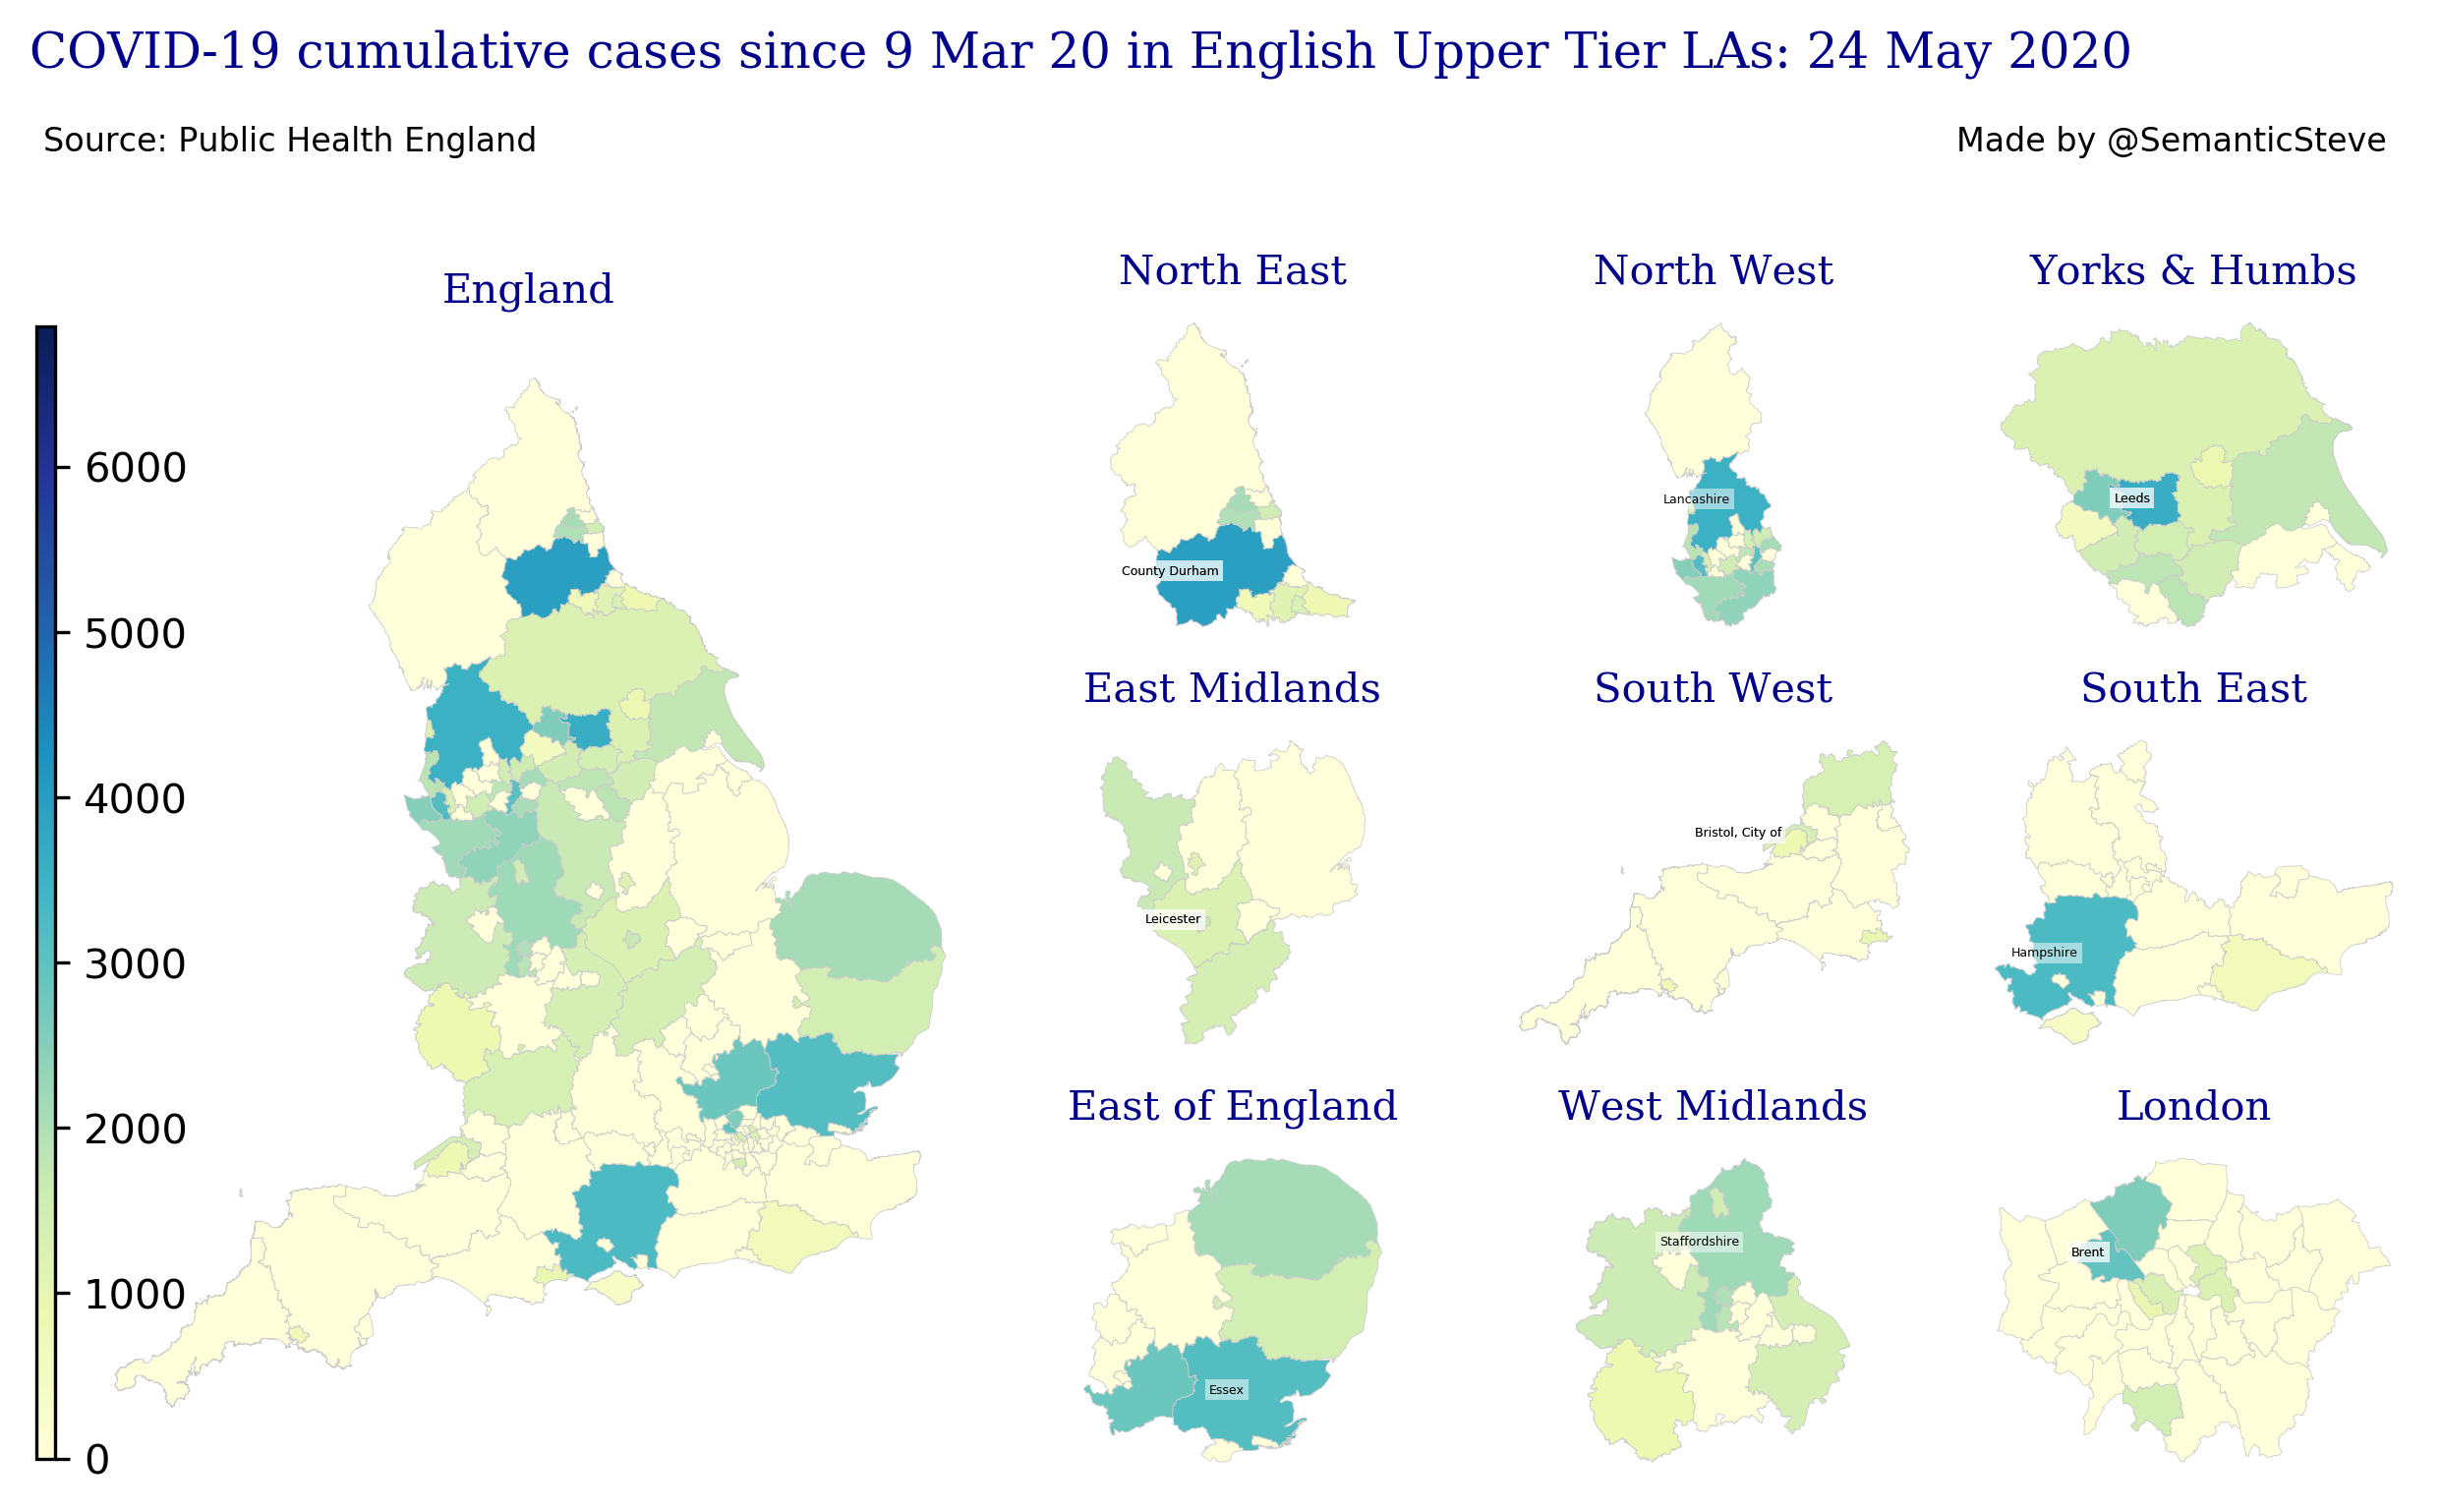 COVID-19 cumulative cases since 9 Mar 20 in English Upper Tier LAs: 24 May 2020
Source: Public Health England
Made by @SemanticSteve
England
North East
North West
Yorks & Humbs
6000
5000
4000
3000
2000
1000
0
County Durham
Lancashire
Leeds
East Midlands
South West
South East
Leicester
Bristol, City of
Hampshire
East of England
West Midlands
London
Essex
Staffordshire
Brent